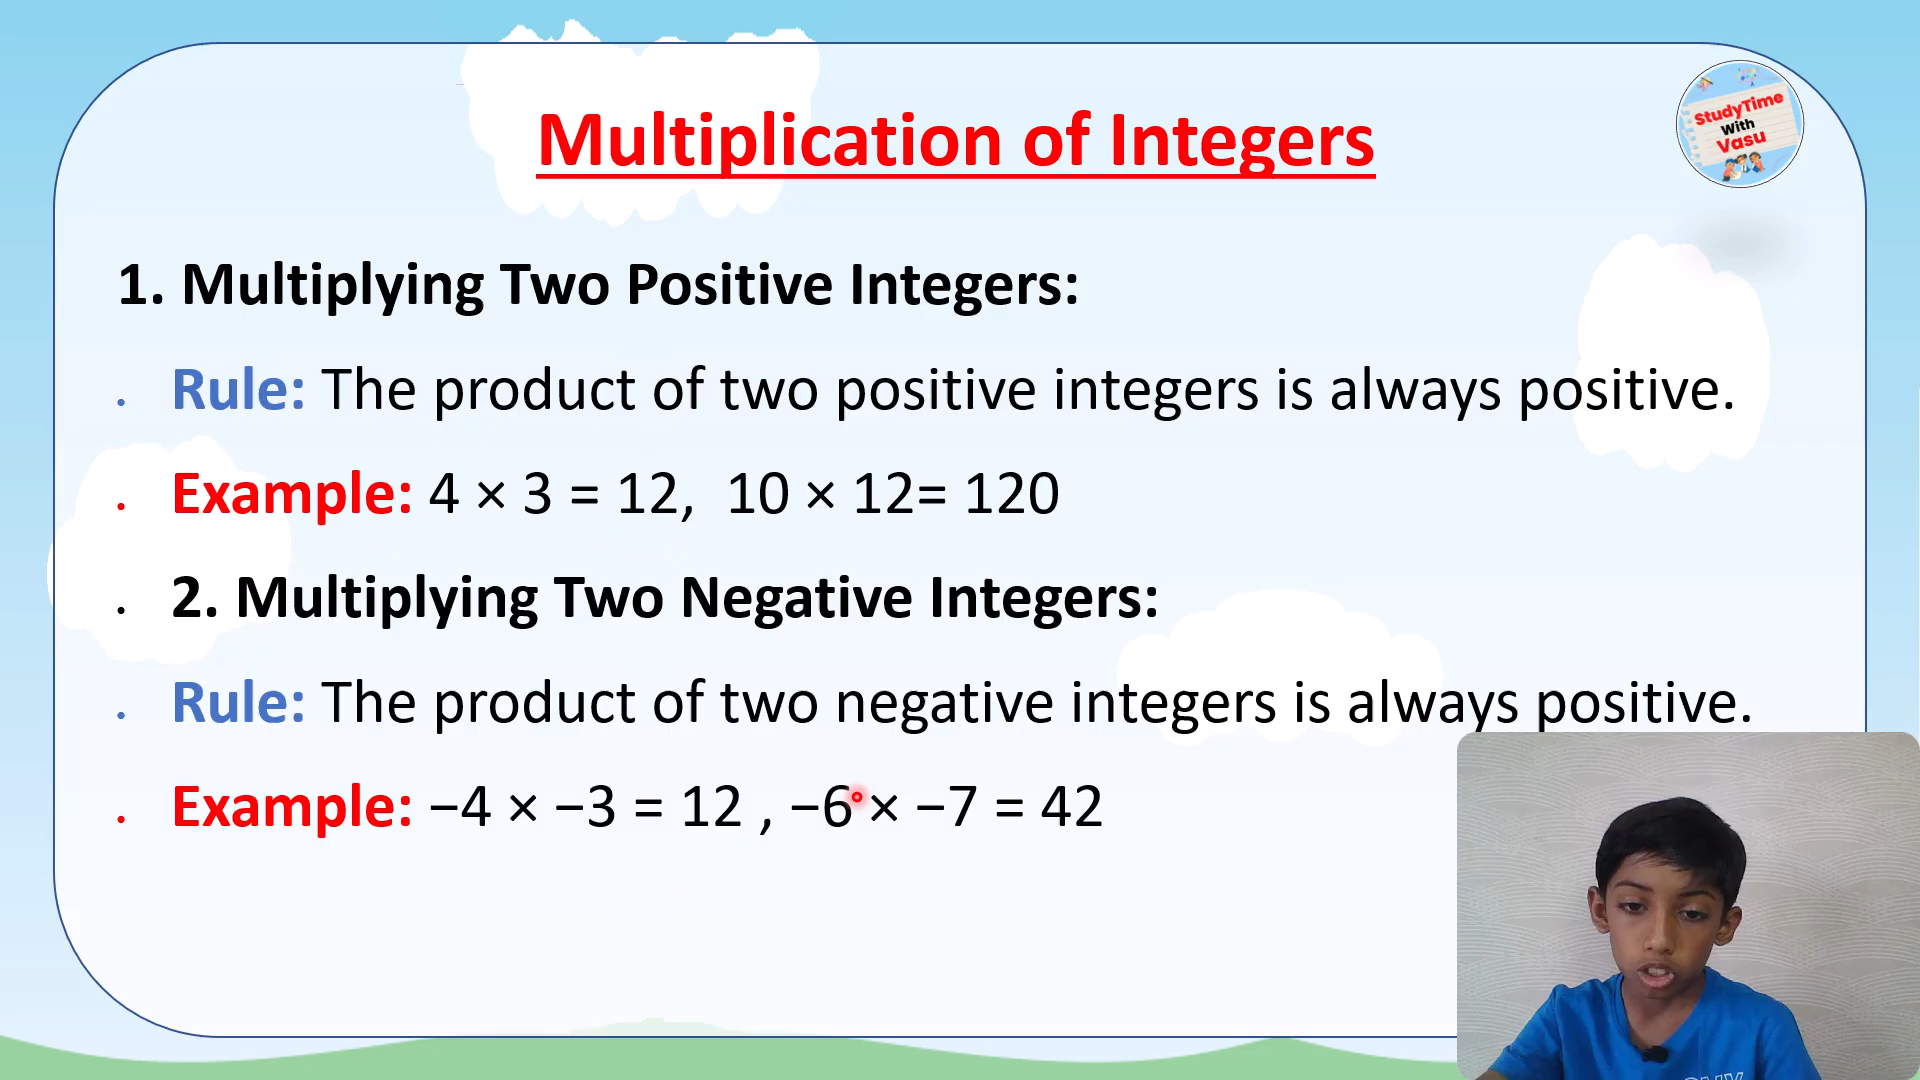 Multiplication of Integers
StudyTime
With
Vasu
1. Multiplying Two Positive Integers:
• Rule: The product of two positive integers is always positive.
• Example: 4 × 3 = 12, 10 × 12= 120
• 2. Multiplying Two Negative Integers:
• Rule: The product of two negative integers is always positive.
• Example: −4 × −3 = 12 , −6 × −7 = 42